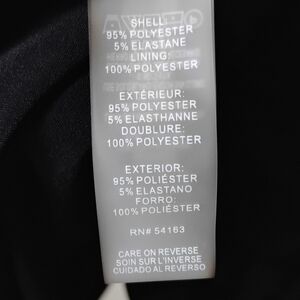 SHELL:
95% POLYESTER
5% ELASTANE
LINING:
100% POLYESTER
EXTÉRIEUR:
95% POLYESTER
5% ELASTHANNE
DOUBLURE:
100% POLYESTER
EXTERIOR:
95% POLIÉSTER
5% ELASTANO
FORRO:
100% POLIÉSTER
RN# 54163
CARE ON REVERSE
SOIN SUR L'INVERSE
CUIDADO AL REVERSO